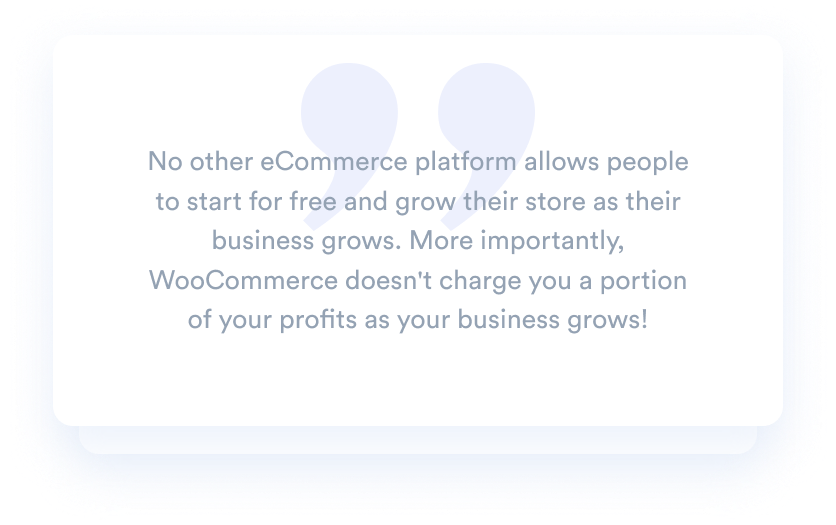 No other eCommerce platform allows people
to start for free and grow their store as their
business grows. More importantly,
WooCommerce doesn't charge you a portion
of your profits as your business grows!